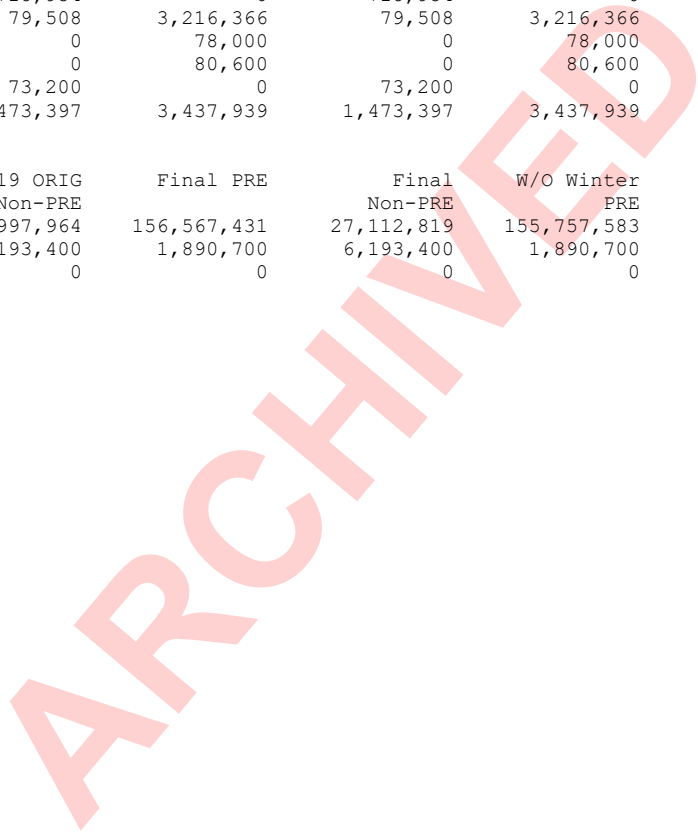 79,508 3,216,366 79,508 3,216,366
0 78,000 0 78,000
0 80,600 0 80,600
73,200 0 73,200 0
473,397 3,437,939 1,473,397 3,437,939
19 ORIG Final PRE Final W/O Winter
Non-PRE Non-PRE PRE
997,964 156,567,431 27,112,819 155,757,583
193,400 1,890,700 6,193,400 1,890,700
0 0 0 0
ARCHIVED